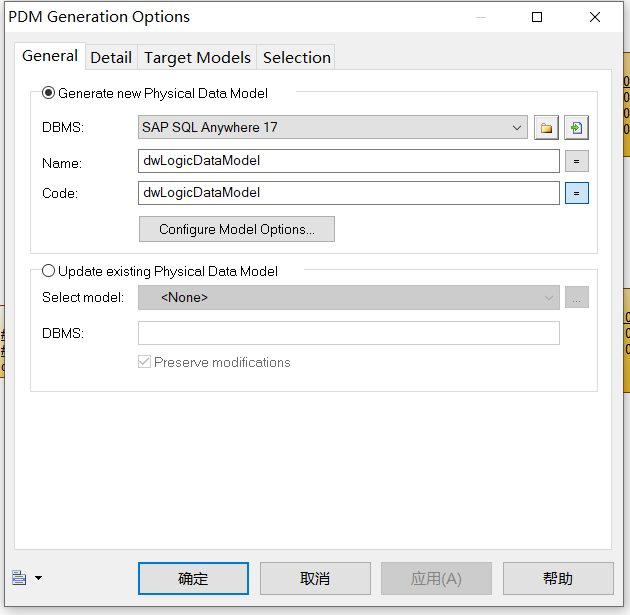 PDM Generation Options
General Detail Target Models Selection
Generate new Physical Data Model
DBMS: SAP SQL Anywhere 17
Name: dwLogicDataModel =
Code: dwLogicDataModel =
Configure Model Options...
Update existing Physical Data Model
Select model: <None> ...
DBMS:
Preserve modifications
确定 取消 应用(A) 帮助